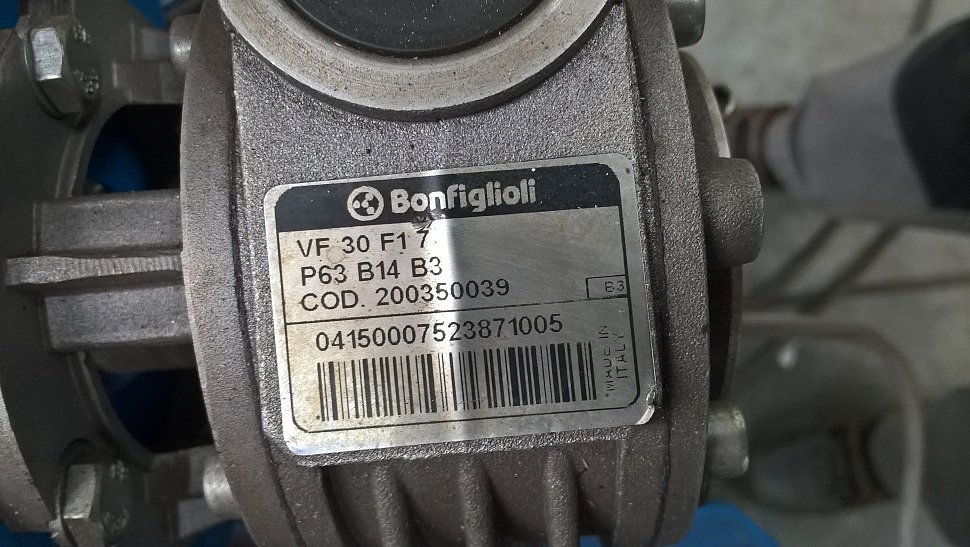 Bonfiglioli
VF 30 F1 7
P63 B14 B3
COD. 200350039
B3
04150007523871005
MADE IN
ITALY